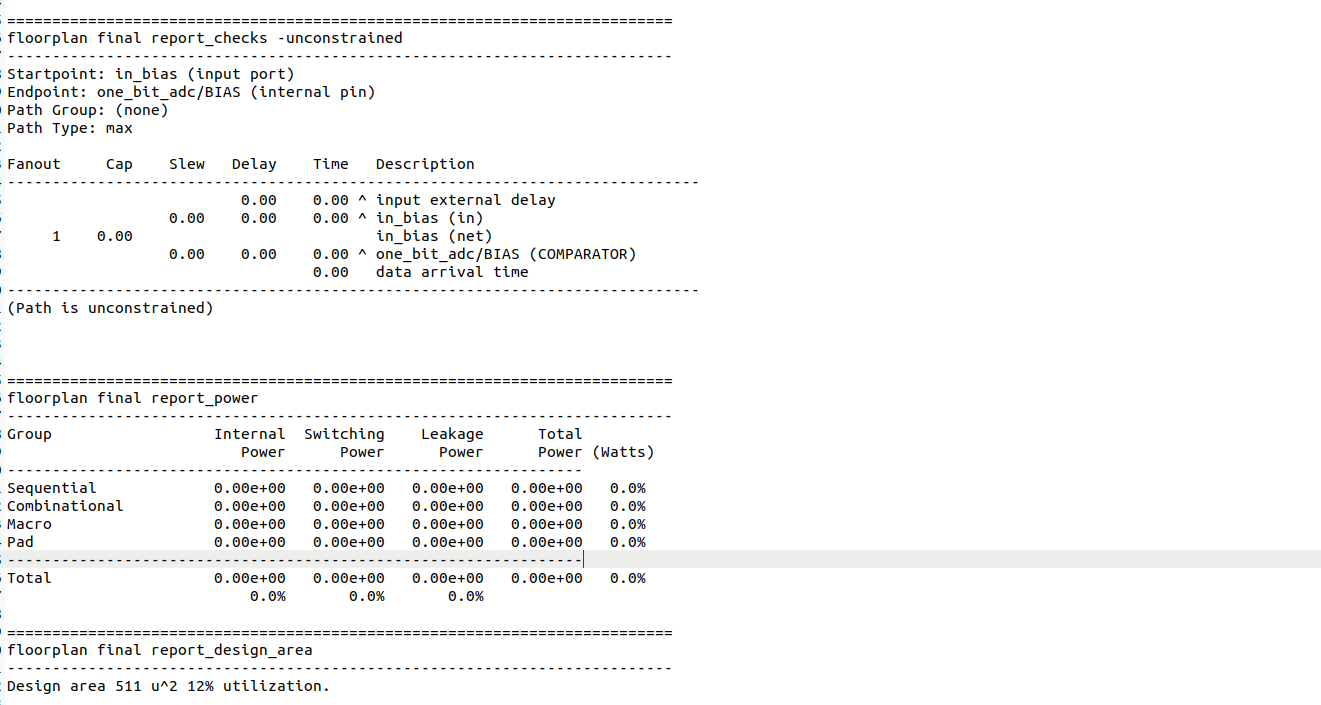 ==========================================================================
floorplan final report_checks -unconstrained
--------------------------------------------------------------------------
Startpoint: in_bias (input port)
Endpoint: one_bit_adc/BIAS (internal pin)
Path Group: (none)
Path Type: max
Fanout     Cap    Slew   Delay    Time   Description
-----------------------------------------------------------------------------
                          0.00    0.00 ^ input external delay
                  0.00    0.00    0.00 ^ in_bias (in)
     1    0.00                           in_bias (net)
                  0.00    0.00    0.00 ^ one_bit_adc/BIAS (COMPARATOR)
                                  0.00   data arrival time
-----------------------------------------------------------------------------
(Path is unconstrained)
==========================================================================
floorplan final report_power
--------------------------------------------------------------------------
Group                  Internal  Switching    Leakage      Total
                          Power      Power      Power      Power (Watts)
----------------------------------------------------------------
Sequential             0.00e+00   0.00e+00   0.00e+00   0.00e+00   0.0%
Combinational          0.00e+00   0.00e+00   0.00e+00   0.00e+00   0.0%
Macro                  0.00e+00   0.00e+00   0.00e+00   0.00e+00   0.0%
Pad                    0.00e+00   0.00e+00   0.00e+00   0.00e+00   0.0%
----------------------------------------------------------------
Total                  0.00e+00   0.00e+00   0.00e+00   0.00e+00   0.0%
                           0.0%       0.0%       0.0%
==========================================================================
floorplan final report_design_area
--------------------------------------------------------------------------
Design area 511 u^2 12% utilization.